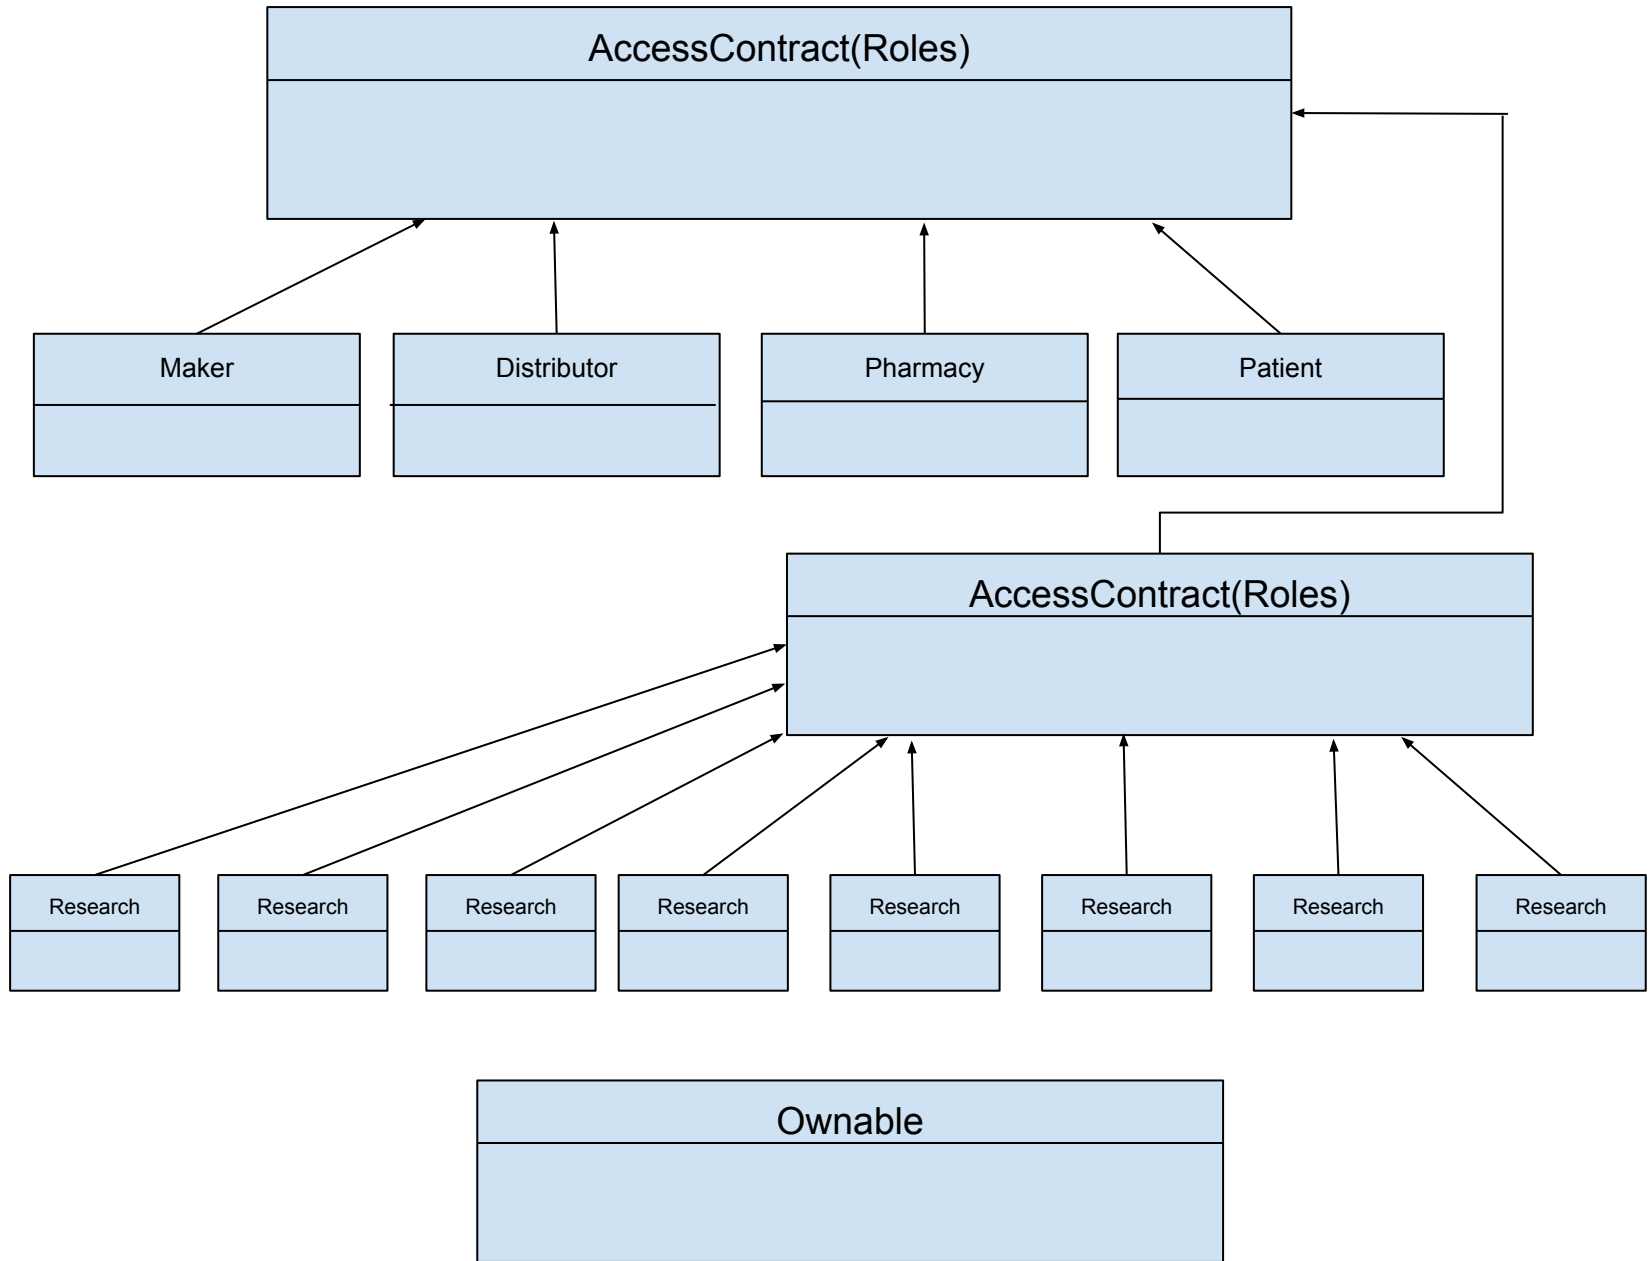 AccessContract(Roles)
Maker
Distributor
Pharmacy
Patient
AccessContract(Roles)
Research
Research
Research
Research
Research
Research
Research
Research
Ownable